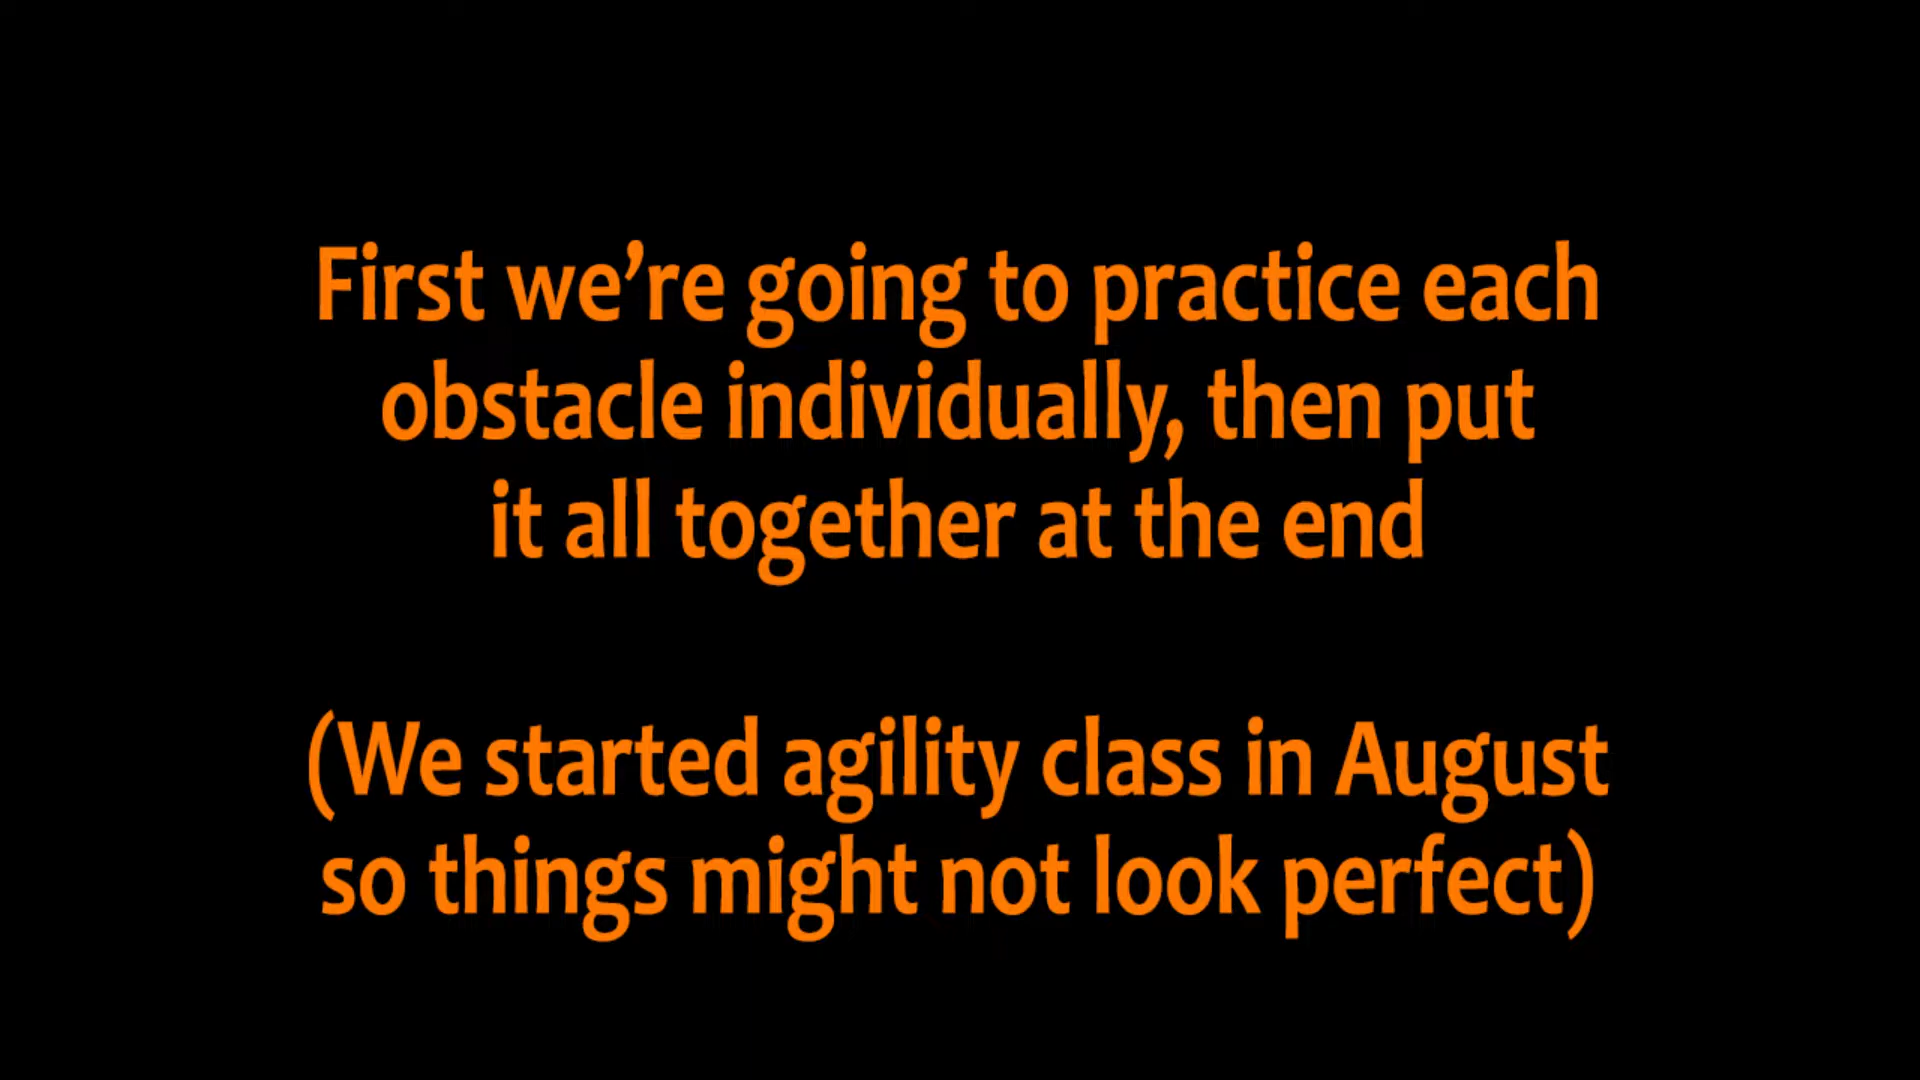 First we’re going to practice each
obstacle individually, then put
it all together at the end
(We started agility class in August
so things might not look perfect)